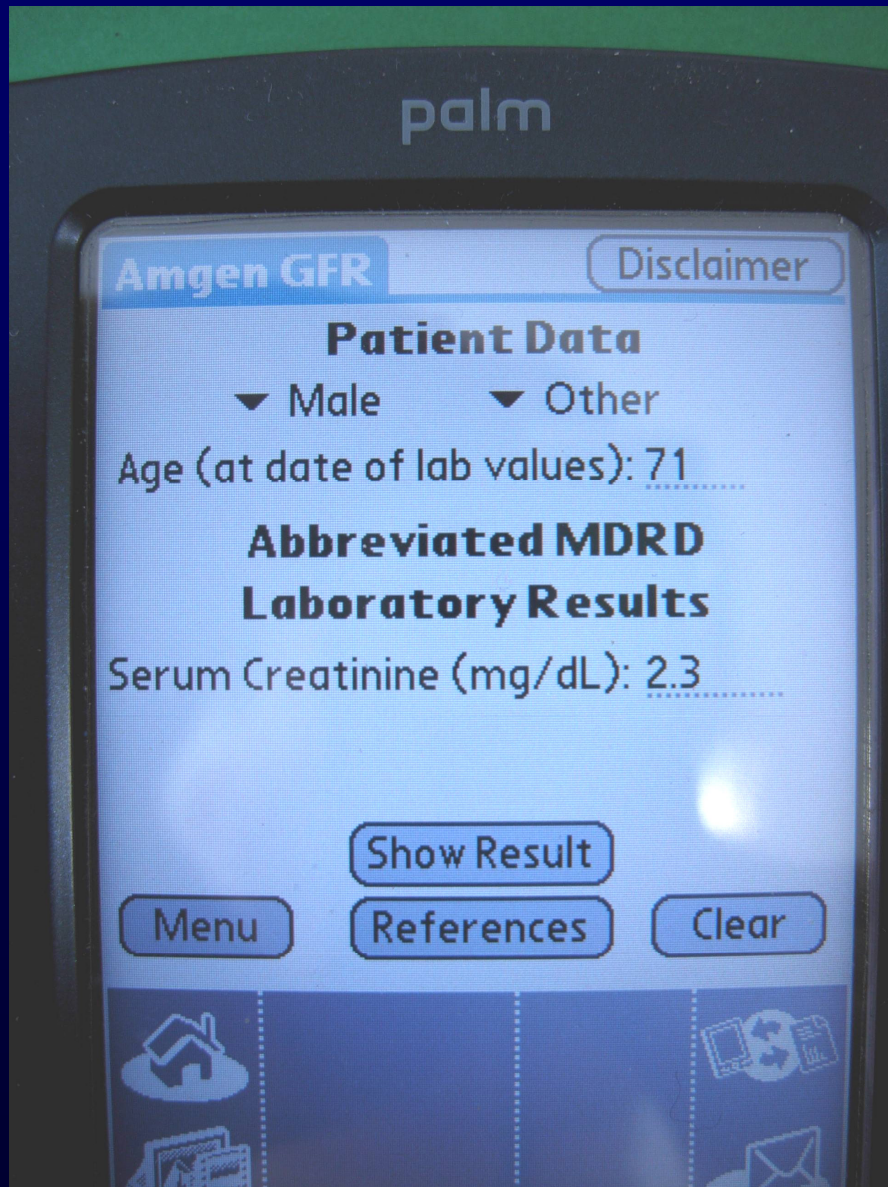 palm
Amgen GFR Disclaimer
Patient Data
Male Other
Age (at date of lab values): 71
Abbreviated MDRD
Laboratory Results
Serum Creatinine (mg/dL): 2.3
Show Result
Menu References Clear